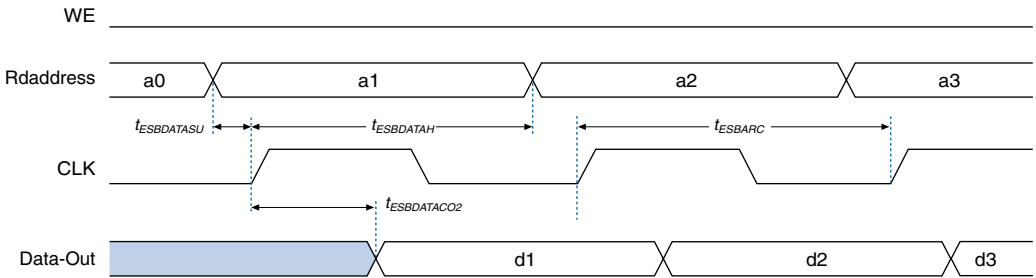 WE
Rdaddress a0 a1 a2 a3
tESBDATASU tESBDATAH tESBARC
CLK
tESBDATACO2
Data-Out d1 d2 d3